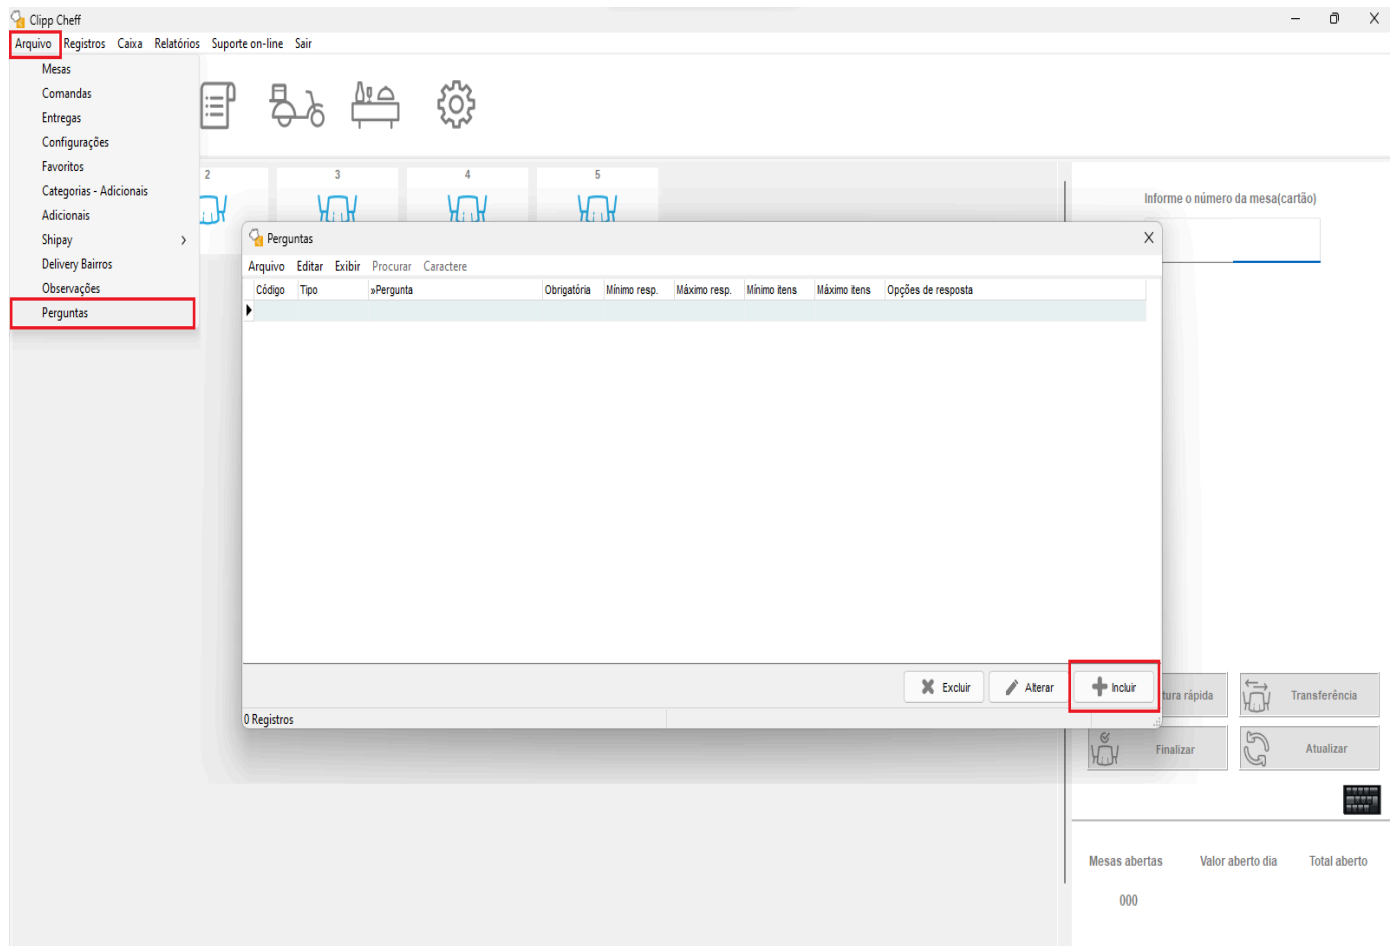 Clipp Cheff
Arquivo Registros Caixa Relatórios Suporte on-line Sair
Mesas
Comandas
Entregas
Configurações
Favoritos
Categorias - Adicionais
Adicionais
Shipay
Delivery Bairros
Observações
Perguntas
2 3 4 5
Informe o número da mesa(cartão)
Perguntas
Arquivo Editar Exibir Procurar Caractere
Código Tipo »Pergunta Obrigatória Mínimo resp. Máximo resp. Mínimo itens Máximo itens Opções de resposta
Excluir Alterar Incluir
0 Registros
rápida Transferência
Finalizar Atualizar
Mesas abertas Valor aberto dia Total aberto
000